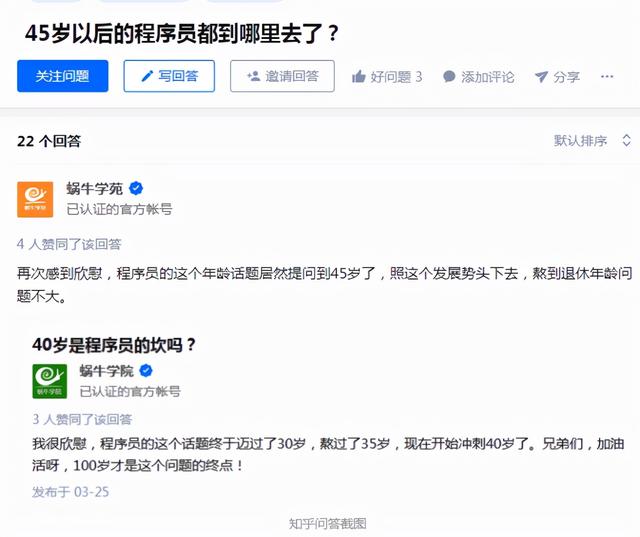 45岁以后的程序员都到哪里去了？
关注问题
写回答
邀请回答
好问题 3
添加评论
分享
22 个回答
默认排序
蜗牛学苑
已认证的官方帐号
4 人赞同了该回答
再次感到欣慰，程序员的这个年龄话题居然提问到45岁了，照这个发展势头下去，熬到退休年龄问
题不大。
40岁是程序员的坎吗？
蜗牛学院
蜗牛学院
已认证的官方帐号
3 人赞同了该回答
我很欣慰，程序员的这个话题终于迈过了30岁，熬过了35岁，现在开始冲刺40岁了。兄弟们，加油
活呀，100岁才是这个问题的终点！
发布于 03-25
知乎问答截图